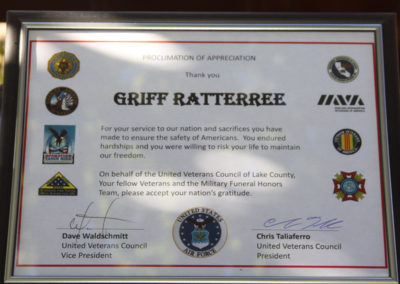 PROCLIMATION OF APPRECIATION
Thank you
GRIFF RATTERREE
For your service to our nation and sacrifices you have
made to ensure the safety of Americans. You endured
hardships and you were willing to risk your life to maintain
our freedom.
On behalf of the United Veterans Council of Lake County,
Your fellow Veterans and the Military Funeral Honors
Team, please accept your nation's gratitude.
Dave Waldschmitt
United Veterans Council
Vice President
UNITED STATES
AIR FORCE
Chris Taliaferro
United Veterans Council
President